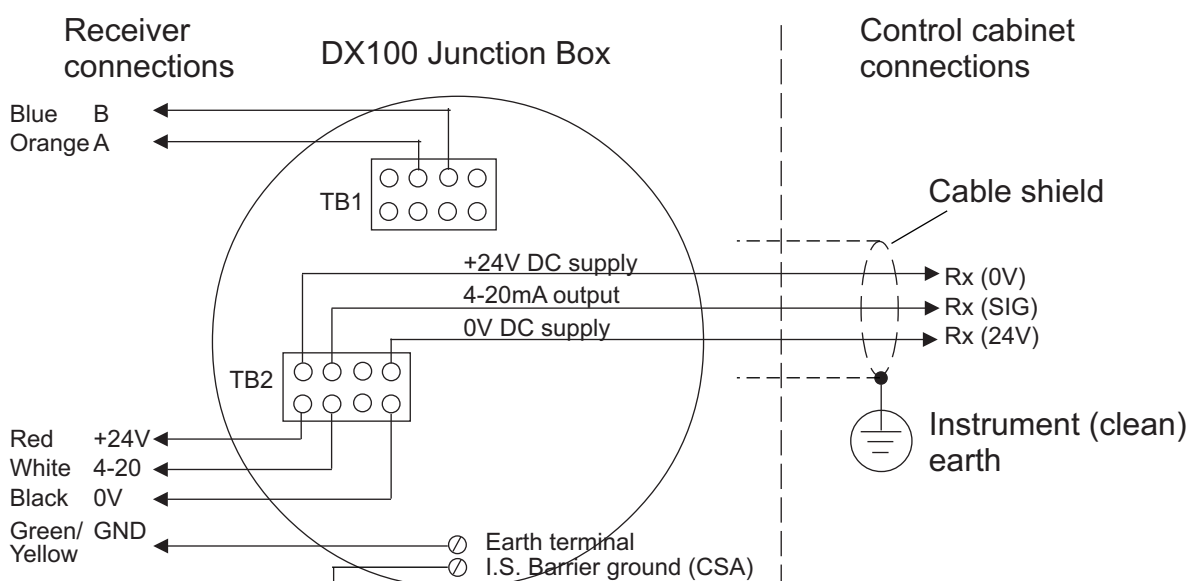 Receiver
connections
DX100 Junction Box
Control cabinet
connections
Blue B
Orange A
TB1
Cable shield
+24V DC supply
Rx (0V)
4-20mA output
Rx (SIG)
0V DC supply
Rx (24V)
TB2
Instrument (clean)
earth
Red +24V
White 4-20
Black 0V
Green/ GND
Yellow
Earth terminal
I.S. Barrier ground (CSA)